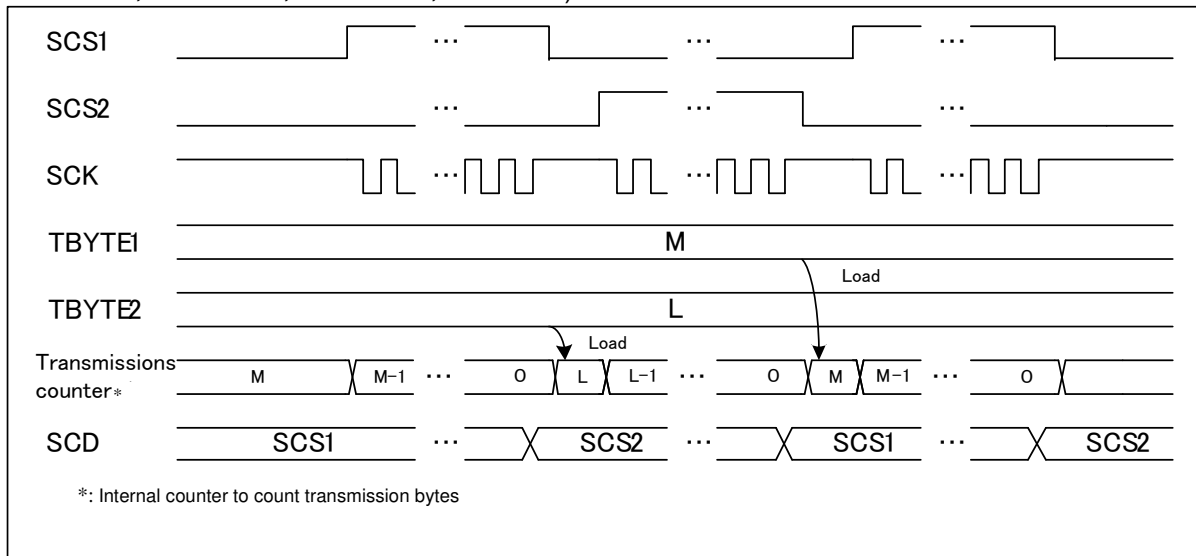 SCS1 ... ... ...
SCS2 ... ... ...
SCK ... ... ...
TBYTE1 M
Load
TBYTE2 L
Load
Transmissions
counter* M M-1 ... 0 L L-1 ... 0 M M-1 ... 0
SCD SCS1 ... SCS2 ... SCS1 ... SCS2
*: Internal counter to count transmission bytes